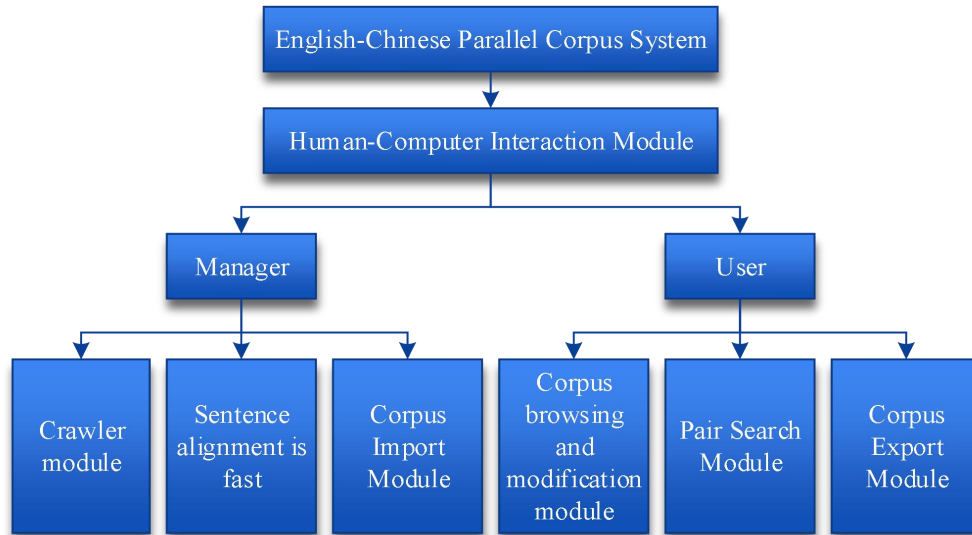 English-Chinese Parallel Corpus System
Human-Computer Interaction Module
Manager
User
Crawler
module
Sentence
alignment is
fast
Corpus
Import
Module
Corpus
browsing
and
modification
module
Pair Search
Module
Corpus
Export
Module